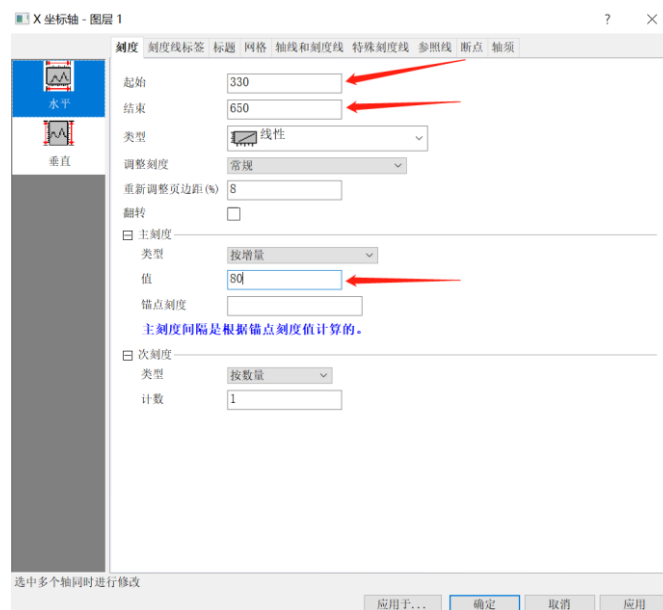 X 坐标轴 - 图层 1
刻度 刻度线标签 标题 网格 轴线和刻度线 特殊刻度线 参照线 断点 轴须
水平
垂直
起始 330
结束 650
类型 线性
调整刻度 常规
重新调整页边距(%) 8
翻转
主刻度
类型 按增量
值 80
锚点刻度
主刻度间隔是根据锚点刻度值计算的。
次刻度
类型 按数量
计数 1
选中多个轴同时进行修改
应用于... 确定 取消 应用